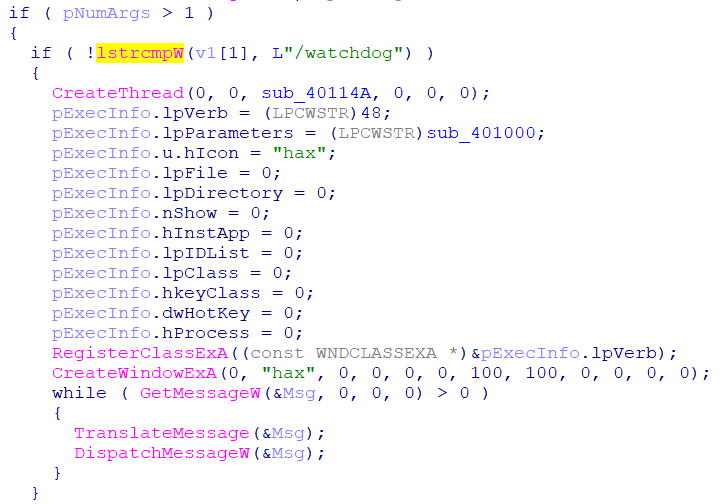 if ( pNumArgs > 1 )
{
if ( !lstrcmpW(v1[1], L"/watchdog") )
{
CreateThread(0, 0, sub_40114A, 0, 0, 0);
pExecInfo.lpVerb = (LPCWSTR)48;
pExecInfo.lpParameters = (LPCWSTR)sub_401000;
pExecInfo.u.hIcon = "hax";
pExecInfo.lpFile = 0;
pExecInfo.lpDirectory = 0;
pExecInfo.nShow = 0;
pExecInfo.hInstApp = 0;
pExecInfo.lpIDList = 0;
pExecInfo.lpClass = 0;
pExecInfo.hkeyClass = 0;
pExecInfo.dwHotKey = 0;
pExecInfo.hProcess = 0;
RegisterClassExA((const WNDCLASSEXA *)&pExecInfo.lpVerb);
CreateWindowExA(0, "hax", 0, 0, 0, 0, 100, 100, 0, 0, 0, 0);
while ( GetMessageW(&Msg, 0, 0, 0) > 0 )
{
TranslateMessage(&Msg);
DispatchMessageW(&Msg);
}
}